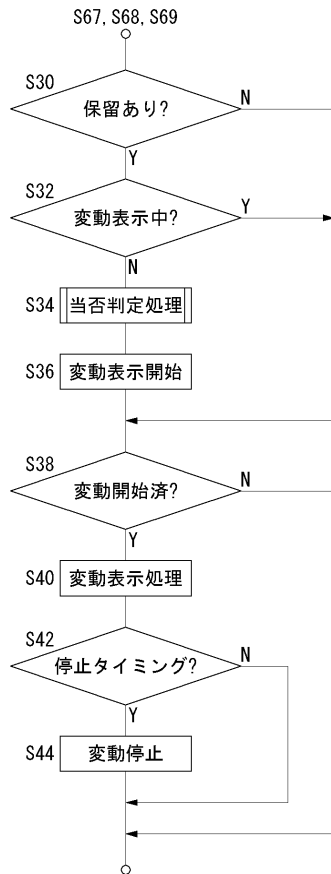 S67, S68, S69
S30
保留あり?
N
Y
S32
変動表示中?
Y
N
S34
当否判定処理
S36
変動表示開始
S38
変動開始済?
N
Y
S40
変動表示処理
S42
停止タイミング?
N
Y
S44
変動停止